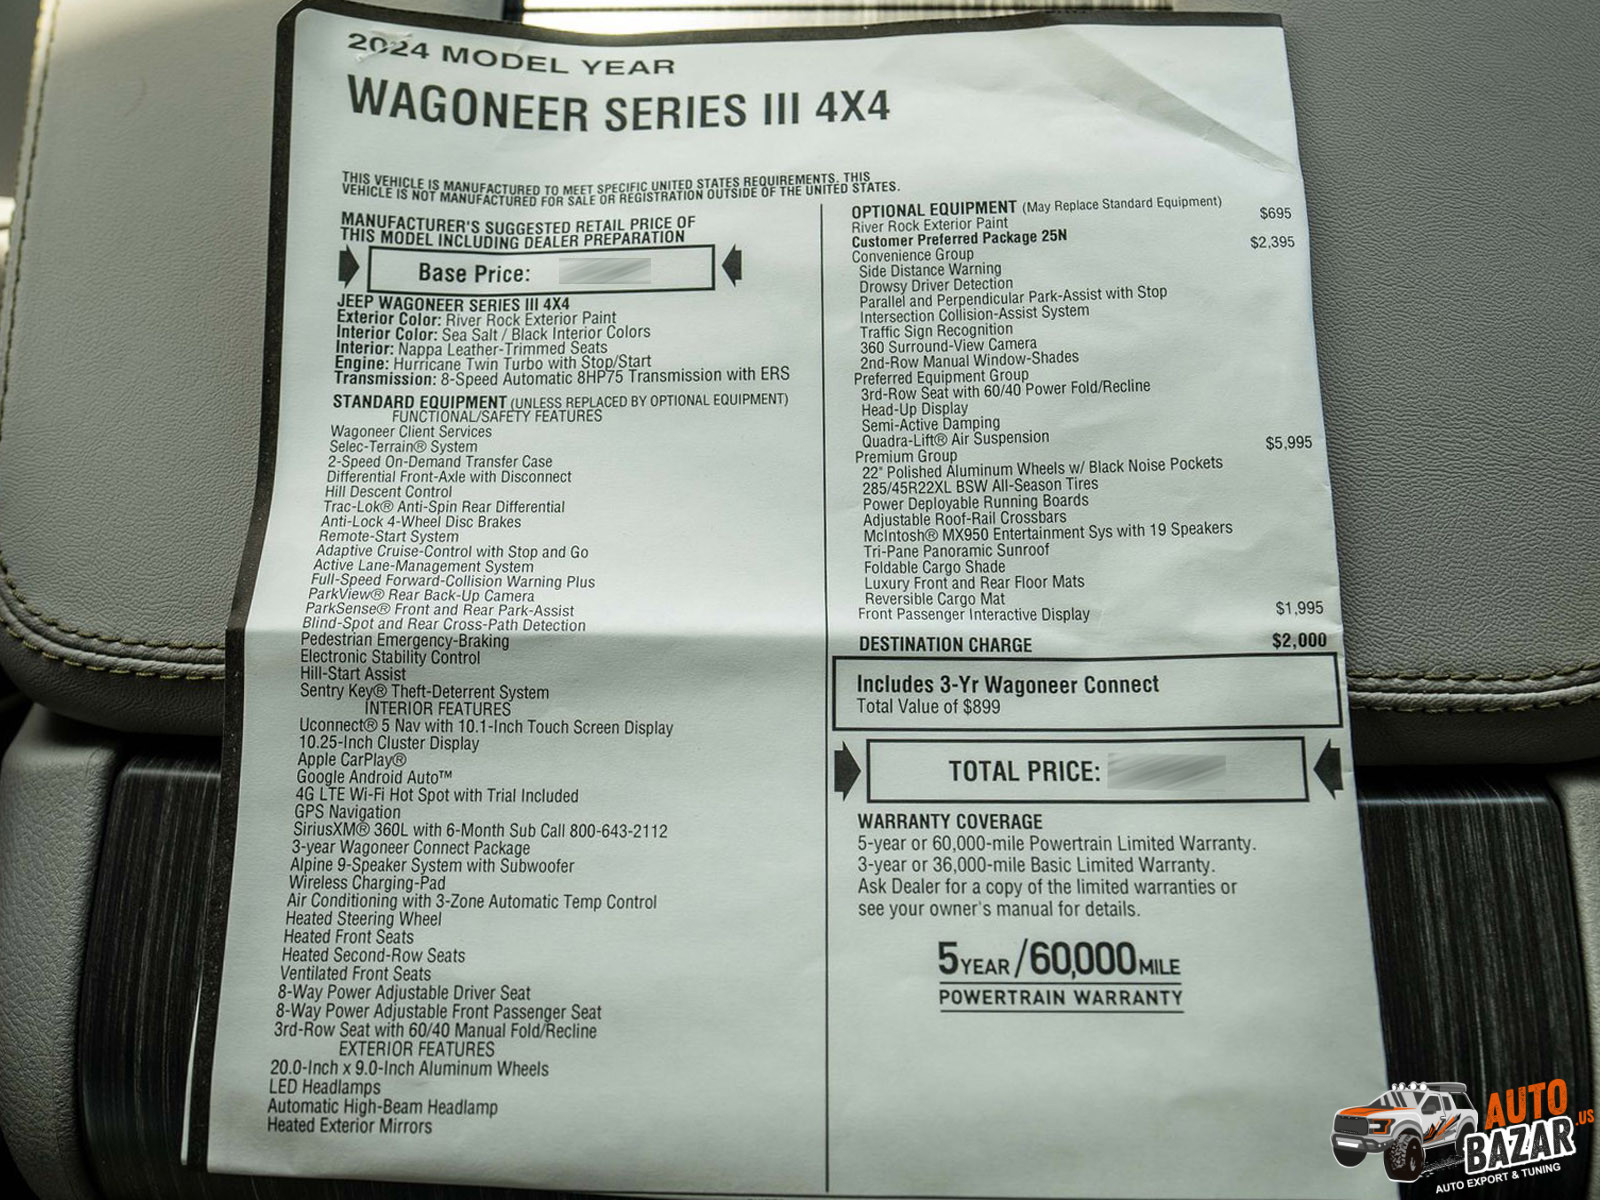 2024 MODEL YEAR
WAGONEER SERIES III 4X4
THIS VEHICLE IS MANUFACTURED TO MEET SPECIFIC UNITED STATES REQUIREMENTS. THIS
VEHICLE IS NOT MANUFACTURED FOR SALE OR REGISTRATION OUTSIDE OF THE UNITED STATES.
MANUFACTURER'S SUGGESTED RETAIL PRICE OF
THIS MODEL INCLUDING DEALER PREPARATION
Base Price:
JEEP WAGONEER SERIES III 4X4
Exterior Color: River Rock Exterior Paint
Interior Color: Sea Salt / Black Interior Colors
Interior: Nappa Leather-Trimmed Seats
Engine: Hurricane Twin Turbo with Stop/Start
Transmission: 8-Speed Automatic 8HP75 Transmission with ERS
STANDARD EQUIPMENT (UNLESS REPLACED BY OPTIONAL EQUIPMENT)
FUNCTIONAL/SAFETY FEATURES
Wagoneer Client Services
Selec-Terrain® System
2-Speed On-Demand Transfer Case
Differential Front-Axle with Disconnect
Hill Descent Control
Trac-Lok® Anti-Spin Rear Differential
Anti-Lock 4-Wheel Disc Brakes
Remote-Start System
Adaptive Cruise-Control with Stop and Go
Active Lane-Management System
Full-Speed Forward-Collision Warning Plus
ParkView® Rear Back-Up Camera
ParkSense® Front and Rear Park-Assist
Blind-Spot and Rear Cross-Path Detection
Pedestrian Emergency-Braking
Electronic Stability Control
Hill-Start Assist
Sentry Key® Theft-Deterrent System
INTERIOR FEATURES
Uconnect® 5 Nav with 10.1-Inch Touch Screen Display
10.25-Inch Cluster Display
Apple CarPlay®
Google Android Auto™
4G LTE Wi-Fi Hot Spot with Trial Included
GPS Navigation
SiriusXM® 360L with 6-Month Sub Call 800-643-2112
3-year Wagoneer Connect Package
Alpine 9-Speaker System with Subwoofer
Wireless Charging-Pad
Air Conditioning with 3-Zone Automatic Temp Control
Heated Steering Wheel
Heated Front Seats
Heated Second-Row Seats
Ventilated Front Seats
8-Way Power Adjustable Driver Seat
8-Way Power Adjustable Front Passenger Seat
3rd-Row Seat with 60/40 Manual Fold/Recline
EXTERIOR FEATURES
20.0-Inch x 9.0-Inch Aluminum Wheels
LED Headlamps
Automatic High-Beam Headlamp
Heated Exterior Mirrors
OPTIONAL EQUIPMENT (May Replace Standard Equipment)
River Rock Exterior Paint $695
Customer Preferred Package 25N
Convenience Group $2,395
Side Distance Warning
Drowsy Driver Detection
Parallel and Perpendicular Park-Assist with Stop
Intersection Collision-Assist System
Traffic Sign Recognition
360 Surround-View Camera
2nd-Row Manual Window-Shades
Preferred Equipment Group
3rd-Row Seat with 60/40 Power Fold/Recline
Head-Up Display
Semi-Active Damping
Quadra-Lift® Air Suspension
Premium Group $5,995
22" Polished Aluminum Wheels w/ Black Noise Pockets
285/45R22XL BSW All-Season Tires
Power Deployable Running Boards
Adjustable Roof-Rail Crossbars
McIntosh® MX950 Entertainment Sys with 19 Speakers
Tri-Pane Panoramic Sunroof
Foldable Cargo Shade
Luxury Front and Rear Floor Mats
Reversible Cargo Mat
Front Passenger Interactive Display $1,995
DESTINATION CHARGE $2,000
Includes 3-Yr Wagoneer Connect
Total Value of $899
TOTAL PRICE:
WARRANTY COVERAGE
5-year or 60,000-mile Powertrain Limited Warranty.
3-year or 36,000-mile Basic Limited Warranty.
Ask Dealer for a copy of the limited warranties or
see your owner's manual for details.
5 YEAR/60,000 MILE
POWERTRAIN WARRANTY
AUTO
BAZAR.US
AUTO EXPORT & TUNING